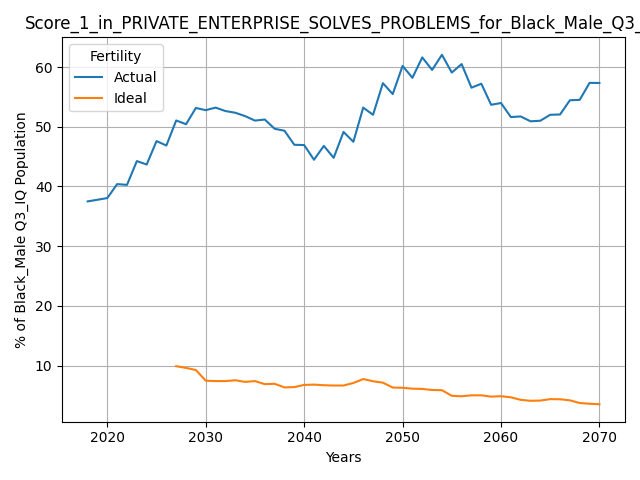 Score_1_in_PRIVATE_ENTERPRISE_SOLVES_PROBLEMS_for_Black_Male_Q3_
Fertility
Actual
Ideal
% of Black_Male Q3_IQ Population
60
50
40
30
20
10
2020 2030 2040 2050 2060 2070
Years